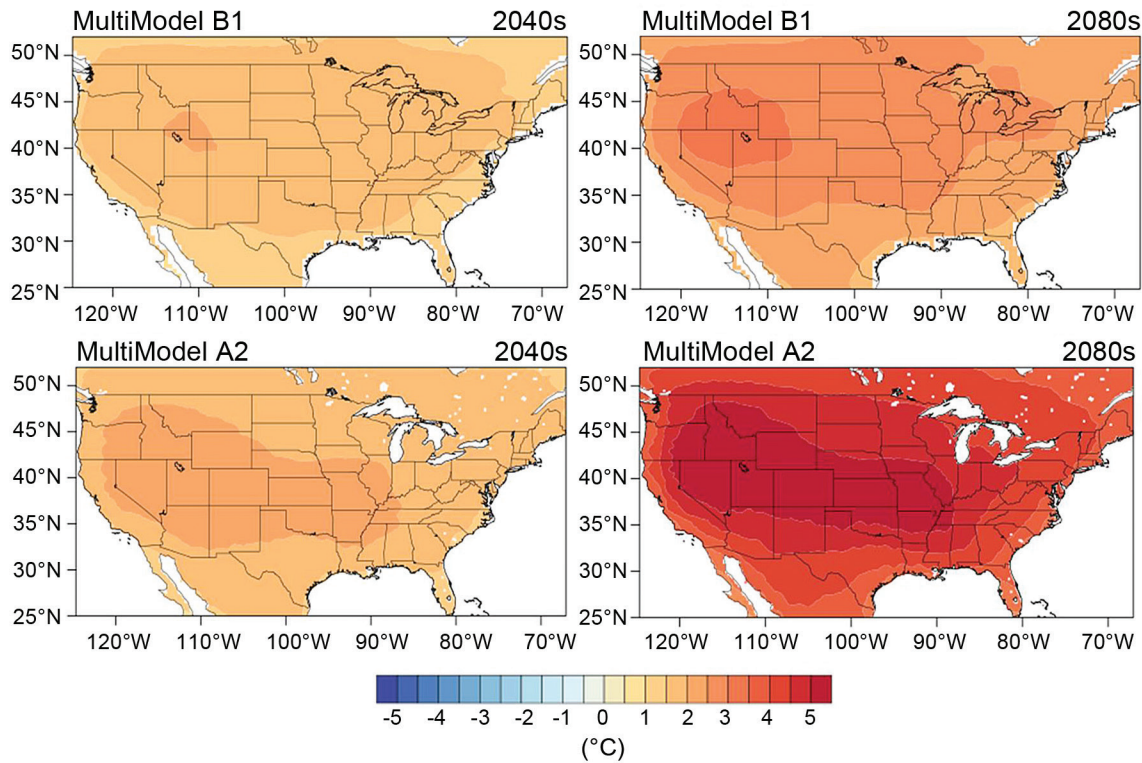 MultiModel B1 2040s
50°N
45°N
40°N
35°N
30°N
25°N
120°W 110°W 100°W 90°W 80°W 70°W
MultiModel B1 2080s
50°N
45°N
40°N
35°N
30°N
25°N
120°W 110°W 100°W 90°W 80°W 70°W
MultiModel A2 2040s
50°N
45°N
40°N
35°N
30°N
25°N
120°W 110°W 100°W 90°W 80°W 70°W
MultiModel A2 2080s
50°N
45°N
40°N
35°N
30°N
25°N
120°W 110°W 100°W 90°W 80°W 70°W
-5 -4 -3 -2 -1 0 1 2 3 4 5
(°C)